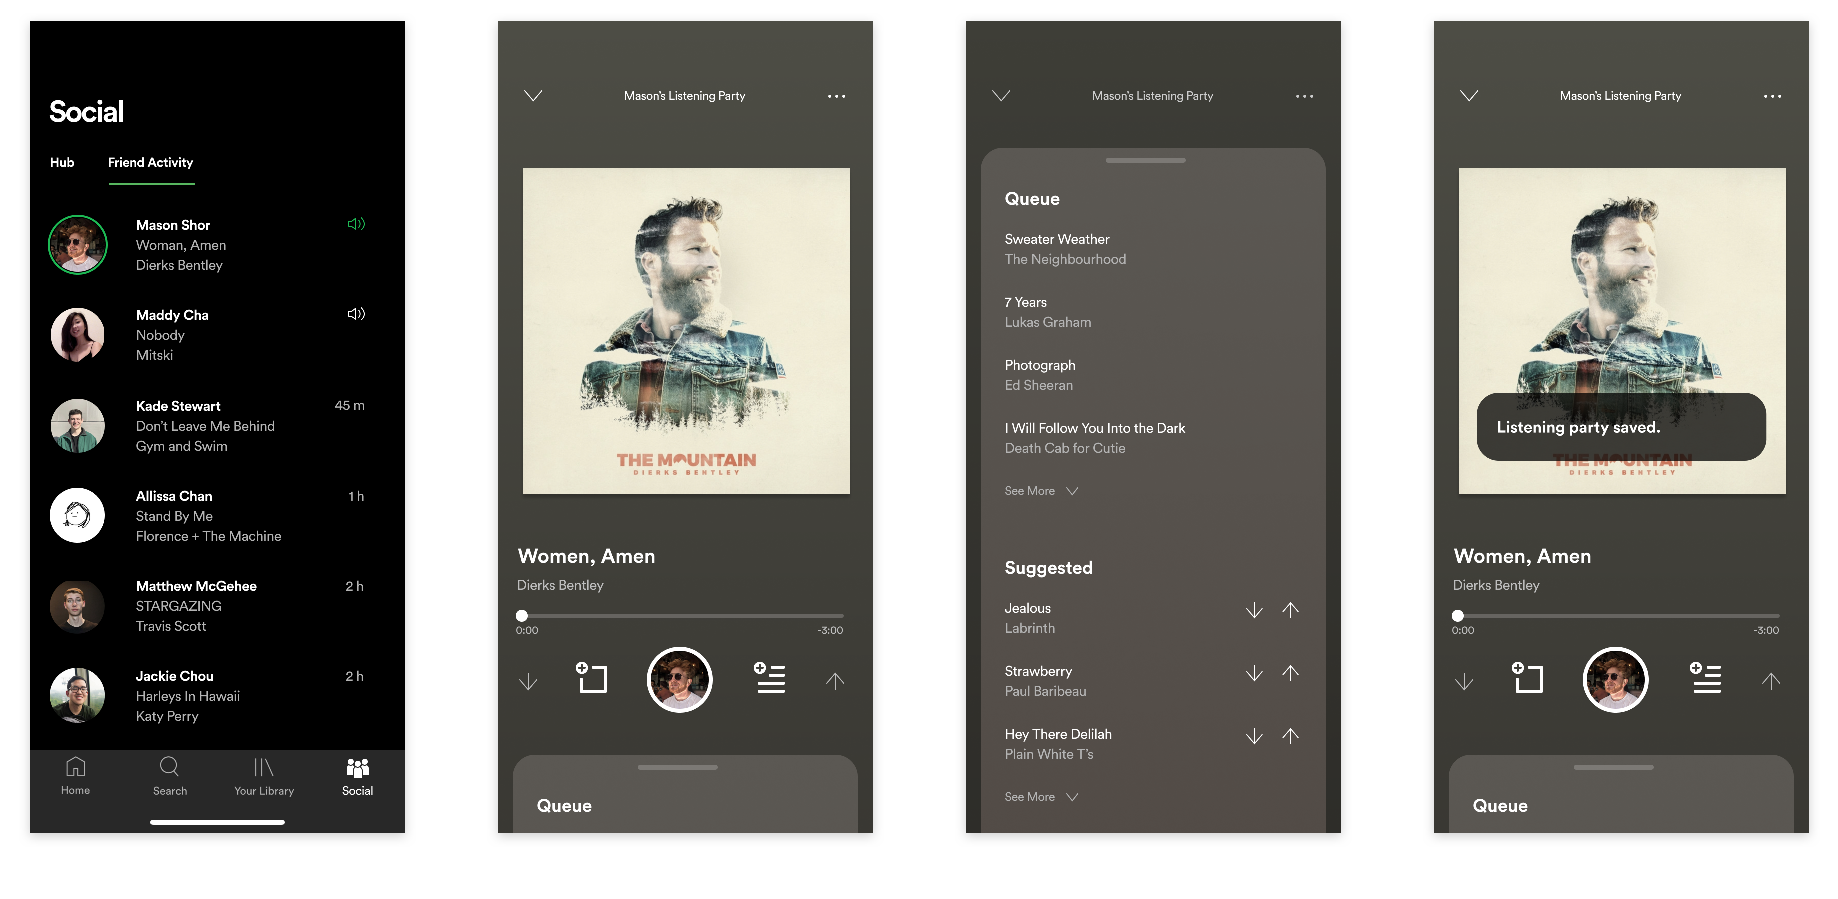 Social
Hub Friend Activity
Mason Shor
Woman, Amen
Dierks Bentley
Maddy Cha
Nobody
Mitski
Kade Stewart 45 m
Don't Leave Me Behind
Gym and Swim
Allissa Chan 1 h
Stand By Me
Florence + The Machine
Matthew McGehee 2 h
STARGAZING
Travis Scott
Jackie Chou 2 h
Harleys In Hawaii
Katy Perry
Home Search Your Library Social
Mason's Listening Party
THE MOUNTAIN
DIERKS BENTLEY
Women, Amen
Dierks Bentley
0:00 -3:00
Queue
Mason's Listening Party
Queue
Sweater Weather
The Neighbourhood
7 Years
Lukas Graham
Photograph
Ed Sheeran
I Will Follow You Into the Dark
Death Cab for Cutie
See More
Suggested
Jealous
Labrinth
Strawberry
Paul Baribeau
Hey There Delilah
Plain White T's
See More
Mason's Listening Party
Listening party saved.
THE MOUNTAIN
DIERKS BENTLEY
Women, Amen
Dierks Bentley
0:00 -3:00
Queue